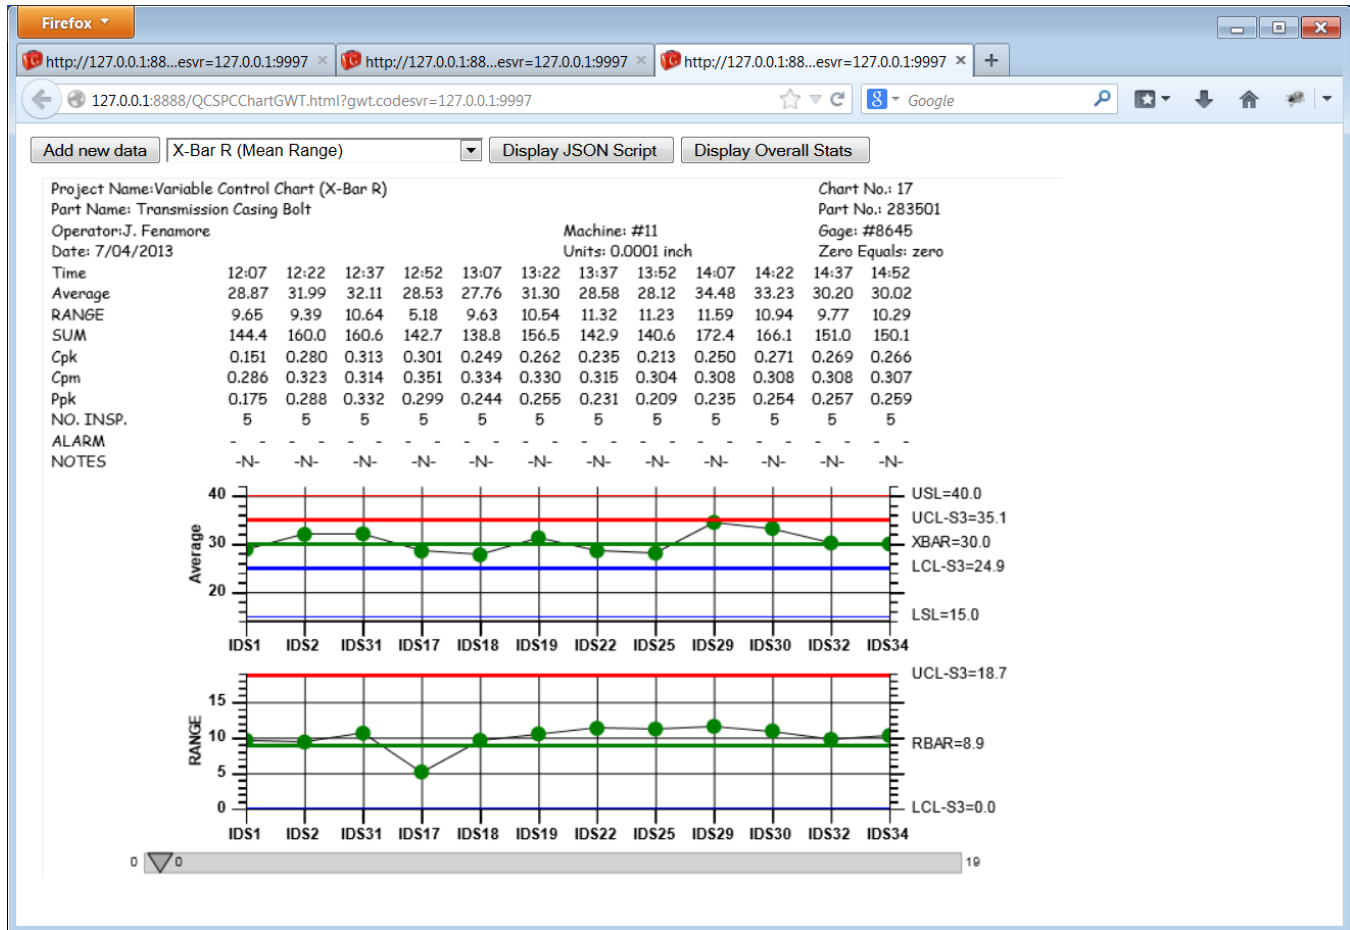 Firefox
http://127.0.0.1:88...esvr=127.0.0.1:9997 http://127.0.0.1:88...esvr=127.0.0.1:9997 http://127.0.0.1:88...esvr=127.0.0.1:9997
127.0.0.1:8888/QCSPCChartGWT.html?gwt.codesvr=127.0.0.1:9997 8 Google
Add new data X-Bar R (Mean Range) Display JSON Script Display Overall Stats
Project Name:Variable Control Chart (X-Bar R) Chart No.: 17
Part Name: Transmission Casing Bolt Part No.: 283501
Operator:J. Fenamore Machine: #11 Gage: #8645
Date: 7/04/2013 Units: 0.0001 inch Zero Equals: zero
Time 12:07 12:22 12:37 12:52 13:07 13:22 13:37 13:52 14:07 14:22 14:37 14:52
Average 28.87 31.99 32.11 28.53 27.76 31.30 28.58 28.12 34.48 33.23 30.20 30.02
RANGE 9.65 9.39 10.64 5.18 9.63 10.54 11.32 11.23 11.59 10.94 9.77 10.29
SUM 144.4 160.0 160.6 142.7 138.8 156.5 142.9 140.6 172.4 166.1 151.0 150.1
Cpk 0.151 0.280 0.313 0.301 0.249 0.262 0.235 0.213 0.250 0.271 0.269 0.266
Cpm 0.286 0.323 0.314 0.351 0.334 0.330 0.315 0.304 0.308 0.308 0.308 0.307
Ppk 0.175 0.288 0.332 0.299 0.244 0.255 0.231 0.209 0.235 0.254 0.257 0.259
NO. INSP. 5 5 5 5 5 5 5 5 5 5 5 5
ALARM - - - - - - - - - - - - - - - - - - - - - - - -
NOTES -N- -N- -N- -N- -N- -N- -N- -N- -N- -N- -N- -N-
Average
40
30
20
USL=40.0
UCL-S3=35.1
XBAR=30.0
LCL-S3=24.9
LSL=15.0
IDS1 IDS2 IDS31 IDS17 IDS18 IDS19 IDS22 IDS25 IDS29 IDS30 IDS32 IDS34
RANGE
15
10
5
0
UCL-S3=18.7
RBAR=8.9
LCL-S3=0.0
IDS1 IDS2 IDS31 IDS17 IDS18 IDS19 IDS22 IDS25 IDS29 IDS30 IDS32 IDS34
0 0 19